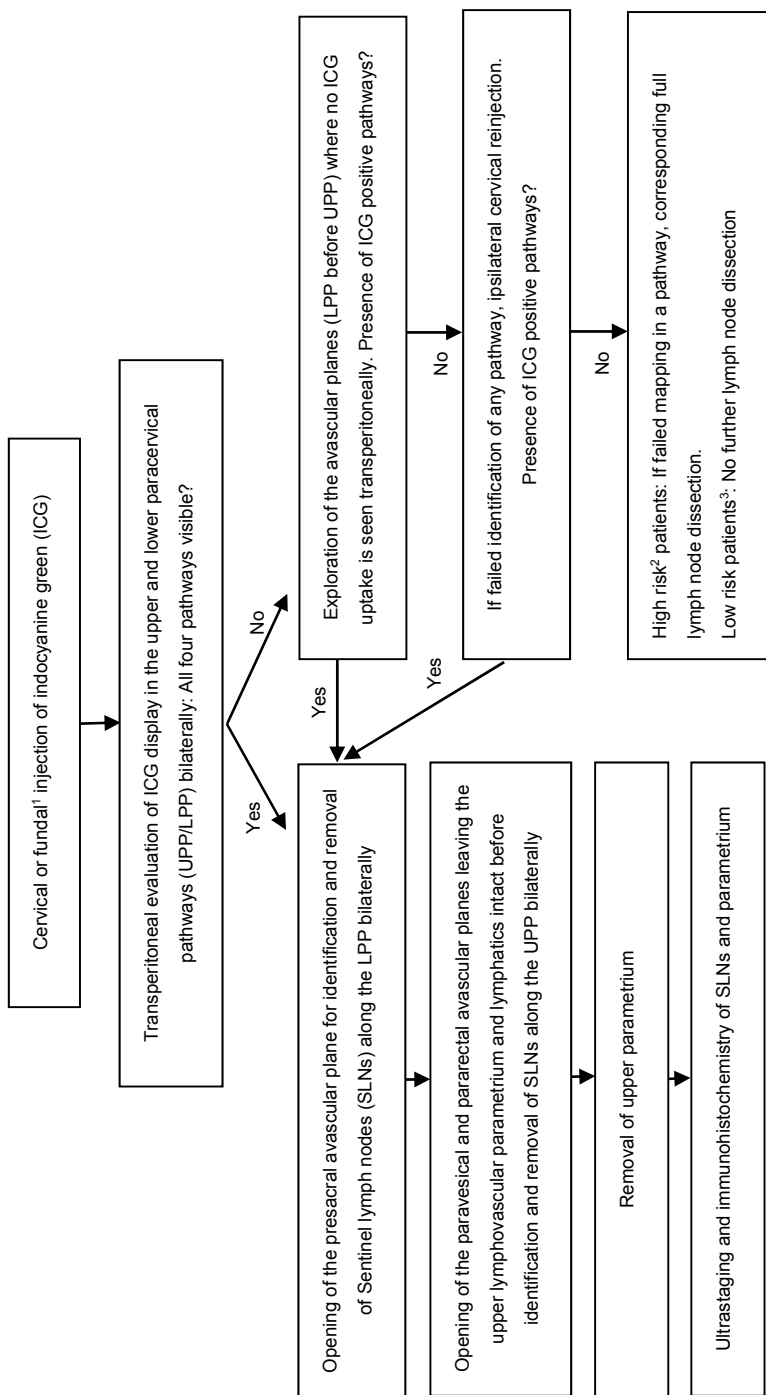 Cervical or fundal¹ injection of indocyanine green (ICG)
Transperitoneal evaluation of ICG display in the upper and lower paracervical
pathways (UPP/LPP) bilaterally: All four pathways visible?
Yes
No
Opening of the presacral avascular plane for identification and removal
of Sentinel lymph nodes (SLNs) along the LPP bilaterally
Opening of the paravesical and pararectal avascular planes leaving the
upper lymphovascular parametrium and lymphatics intact before
identification and removal of SLNs along the UPP bilaterally
Removal of upper parametrium
Ultrastaging and immunohistochemistry of SLNs and parametrium
Exploration of the avascular planes (LPP before UPP) where no ICG
uptake is seen transperitoneally. Presence of ICG positive pathways?
Yes
No
If failed identification of any pathway, ipsilateral cervical reinjection.
Presence of ICG positive pathways?
Yes
No
High risk² patients: If failed mapping in a pathway, corresponding full
lymph node dissection.
Low risk patients³: No further lymph node dissection